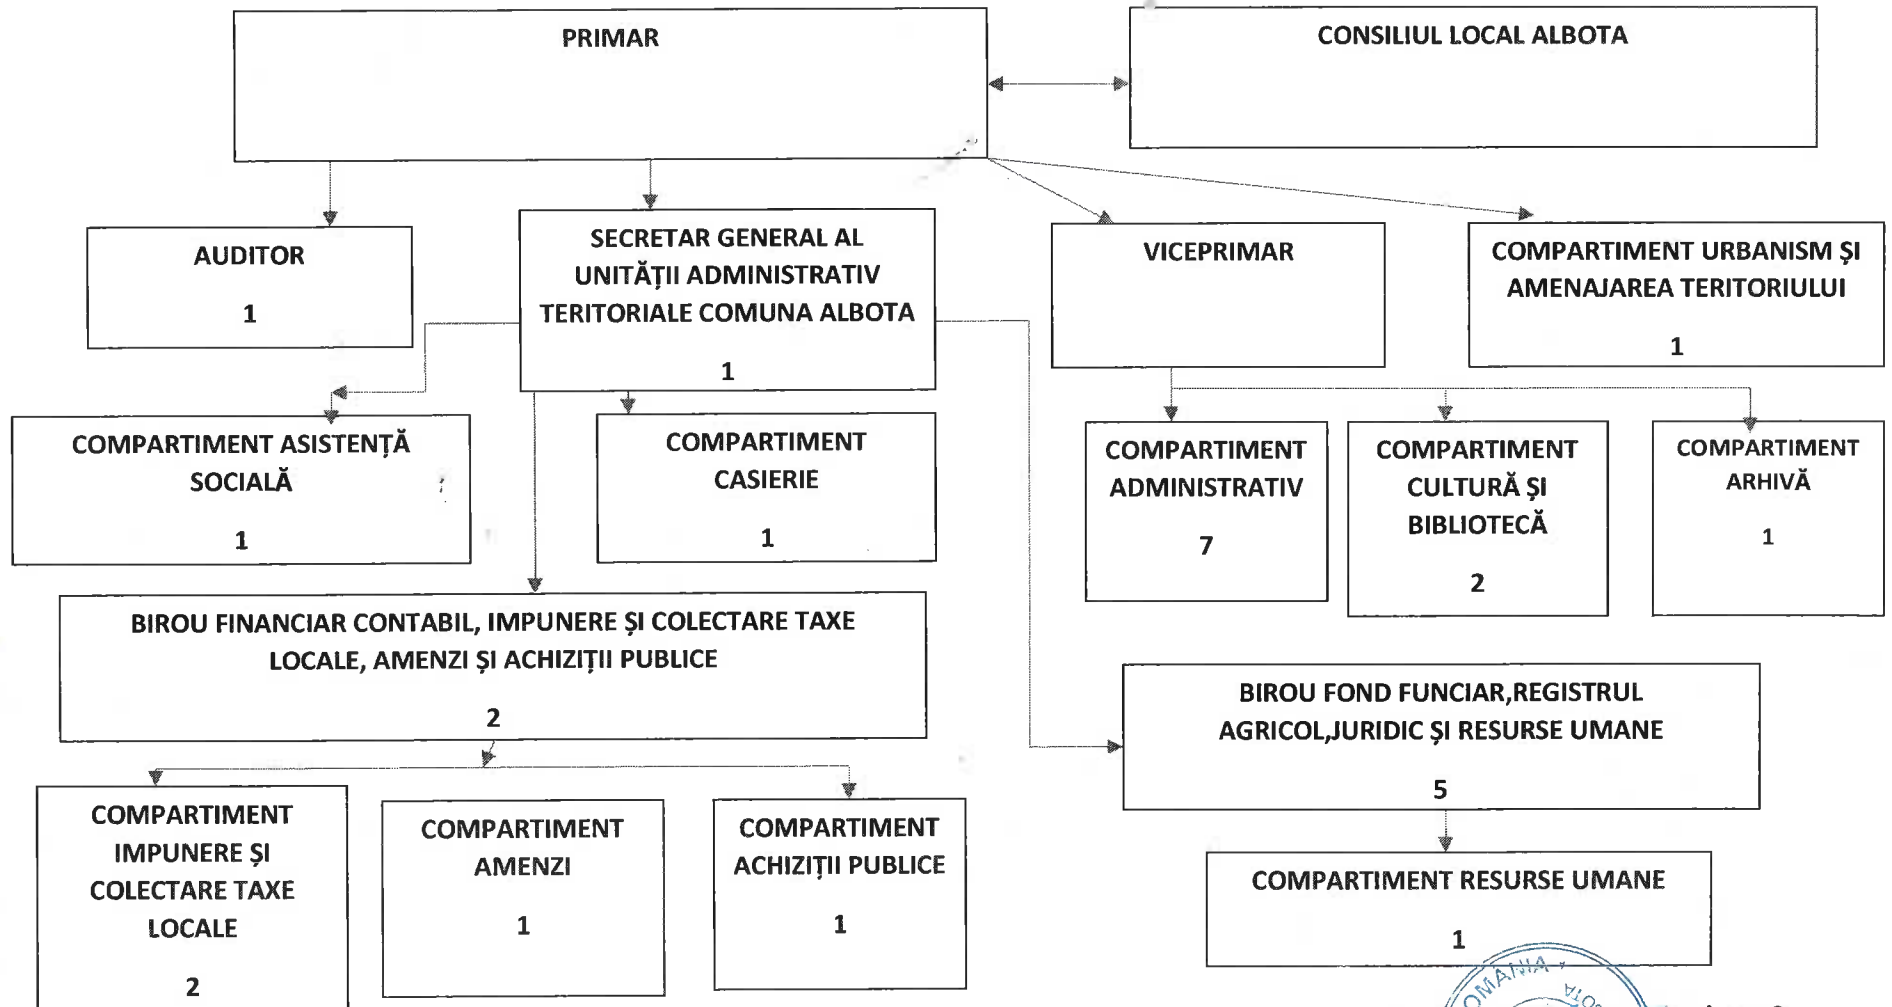 PRIMAR
CONSILIUL LOCAL ALBOTA
AUDITOR
1
SECRETAR GENERAL AL
UNITĂȚII ADMINISTRATIV
TERITORIALE COMUNA ALBOTA
1
VICEPRIMAR
COMPARTIMENT URBANISM ȘI
AMENAJAREA TERITORIULUI
1
COMPARTIMENT ASISTENȚĂ
SOCIALĂ
1
COMPARTIMENT
CASIERIE
1
COMPARTIMENT
ADMINISTRATIV
7
COMPARTIMENT
CULTURĂ ȘI
BIBLIOTECĂ
2
COMPARTIMENT
ARHIVĂ
1
BIROU FINANCIAR CONTABIL, IMPUNERE ȘI COLECTARE TAXE
LOCALE, AMENZI ȘI ACHIZIȚII PUBLICE
2
BIROU FOND FUNCIAR,REGISTRUL
AGRICOL,JURIDIC ȘI RESURSE UMANE
5
COMPARTIMENT
IMPUNERE ȘI
COLECTARE TAXE
LOCALE
2
COMPARTIMENT
AMENZI
1
COMPARTIMENT
ACHIZIȚII PUBLICE
1
COMPARTIMENT RESURSE UMANE
1
ROMÂNIA